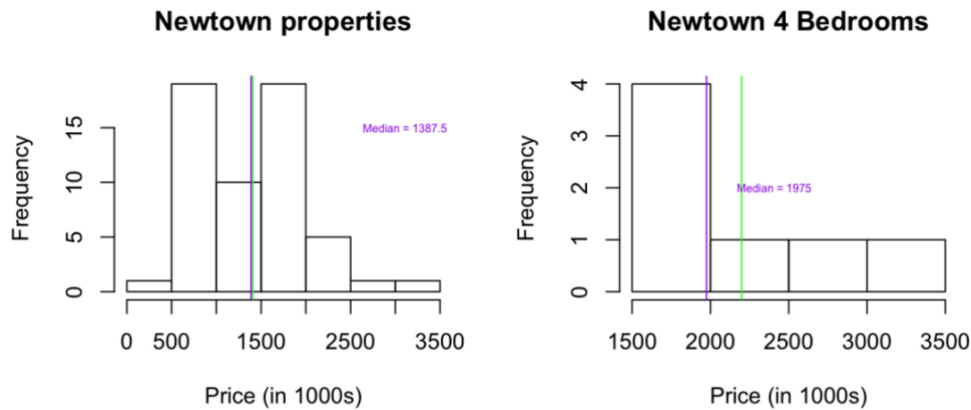 Newtown properties
Frequency
15
10
5
0
Median = 1387.5
0 500 1500 2500 3500
Price (in 1000s)
Newtown 4 Bedrooms
Frequency
4
3
2
1
0
Median = 1975
1500 2000 2500 3000 3500
Price (in 1000s)